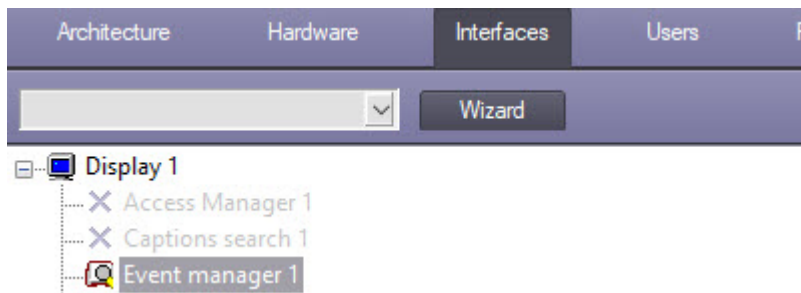 Architecture Hardware Interfaces Users
Wizard
Display 1
Access Manager 1
Captions search 1
Event manager 1